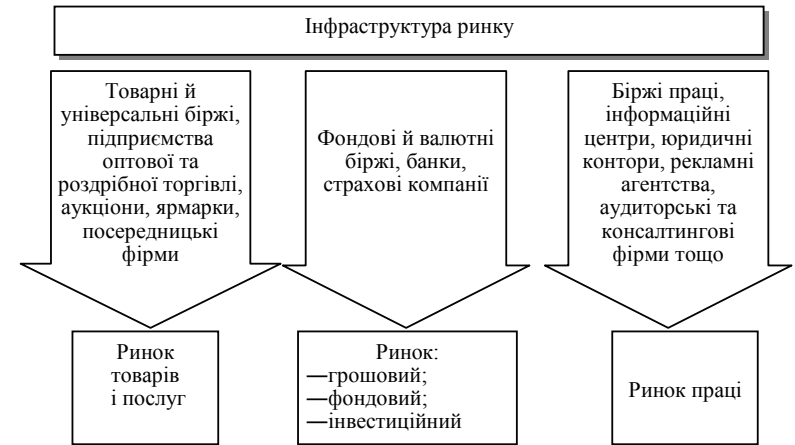 Інфраструктура ринку
Товарні й
універсальні біржі,
підприємства
оптової та
роздрібної торгівлі,
аукціони, ярмарки,
посередницькі
фірми
Фондові й валютні
біржі, банки,
страхові компанії
Біржі праці,
інформаційні
центри, юридичні
контори, рекламні
агентства,
аудиторські та
консалтингові
фірми тощо
Ринок
товарів
і послуг
Ринок:
—грошовий;
—фондовий;
—інвестиційний
Ринок праці